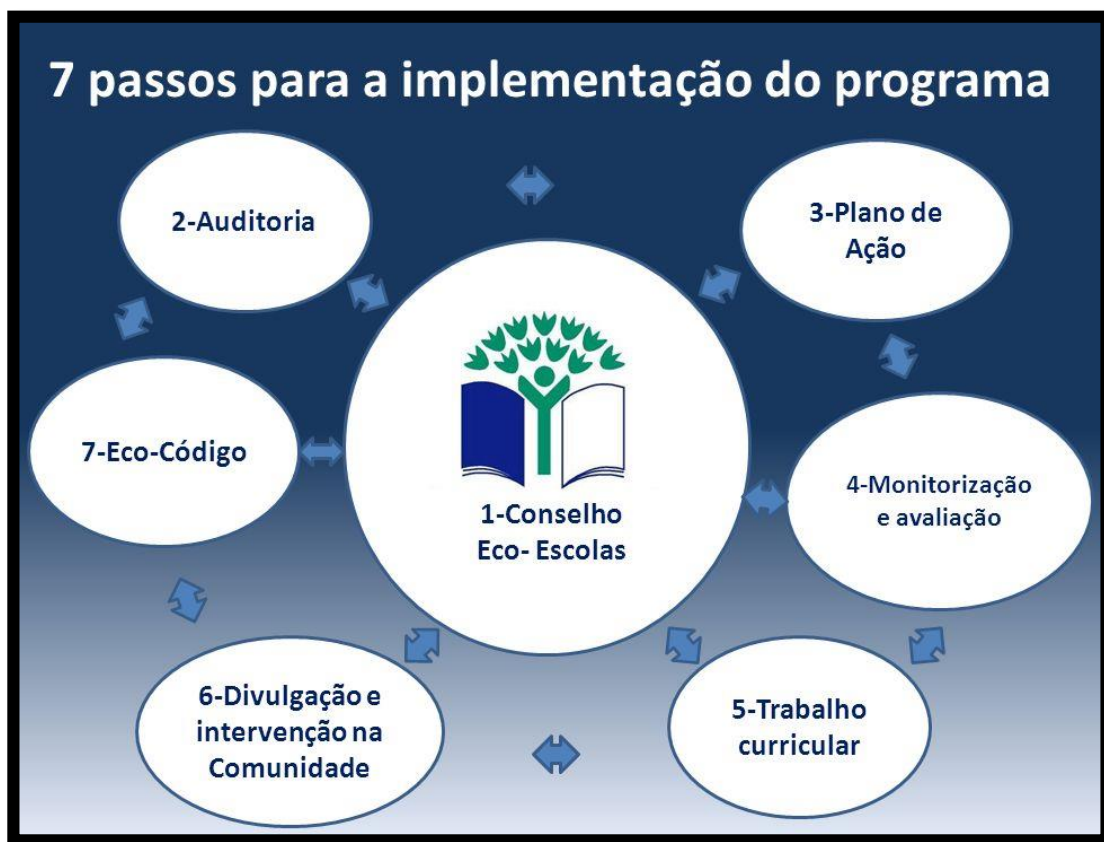 7 passos para a implementação do programa
2-Auditoria
3-Plano de
Ação
7-Eco-Código
1-Conselho
Eco- Escolas
4-Monitorização
e avaliação
6-Divulgação e
intervenção na
Comunidade
5-Trabalho
curricular